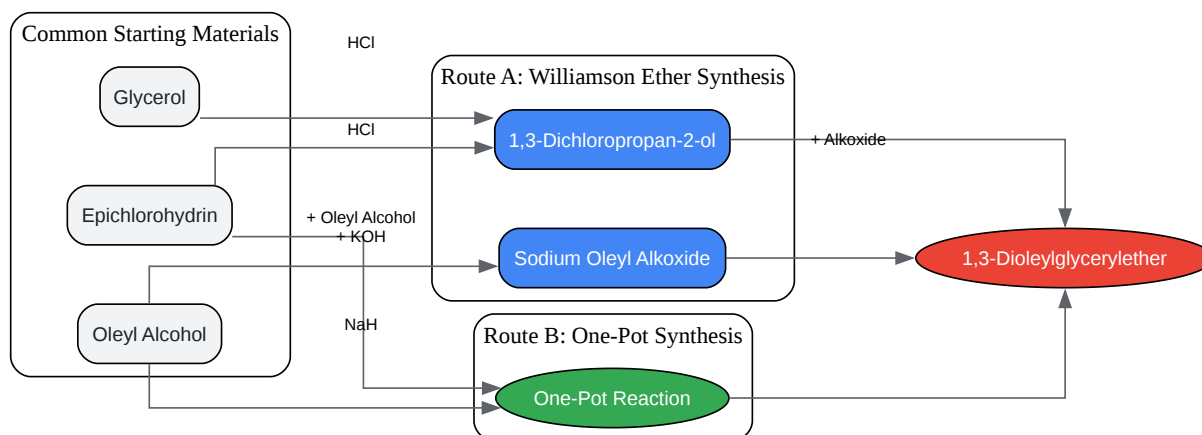 Common Starting Materials
Glycerol
Epichlorohydrin
Oleyl Alcohol
HCl
HCl
+ Oleyl Alcohol
+ KOH
NaH
Route A: Williamson Ether Synthesis
1,3-Dichloropropan-2-ol
Sodium Oleyl Alkoxide
+ Alkoxide
Route B: One-Pot Synthesis
One-Pot Reaction
1,3-Dioleylglycerylether